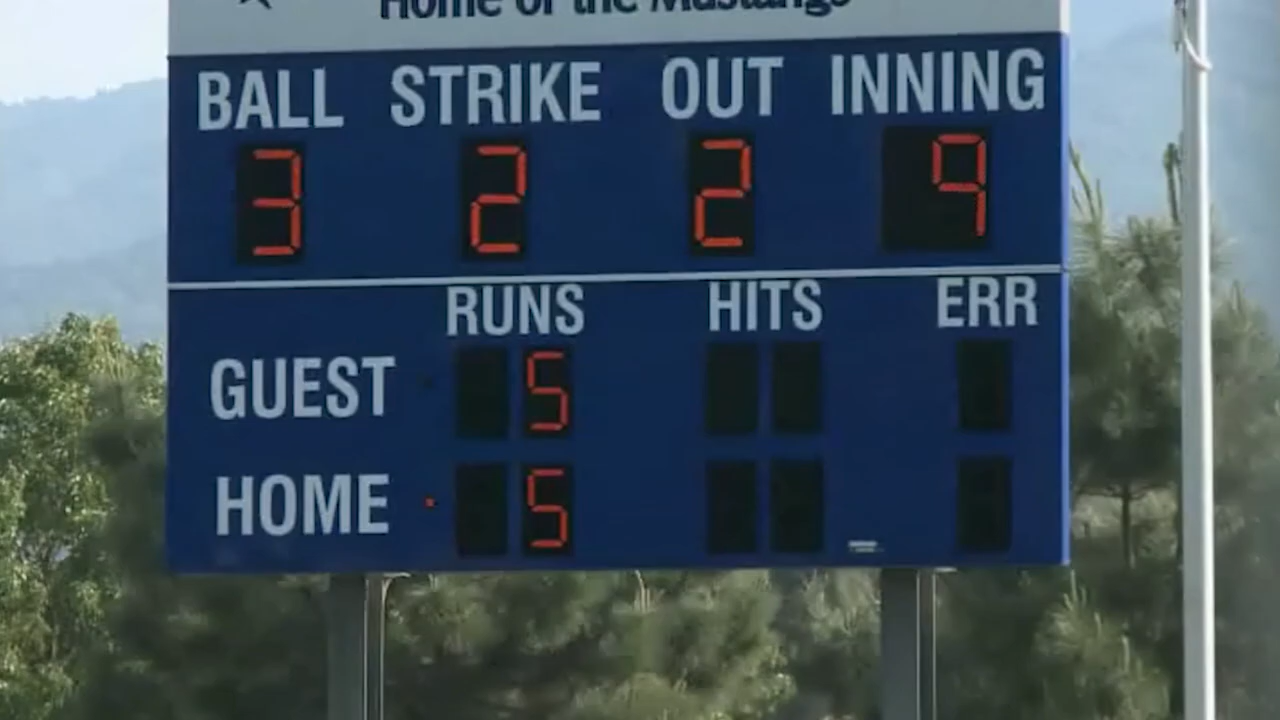 Home of the Mustangs
BALL STRIKE OUT INNING
3 2 2 9
RUNS HITS ERR
GUEST 5
HOME 5